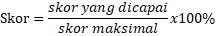 Skor = skor yang dicapai / skor maksimal x100%